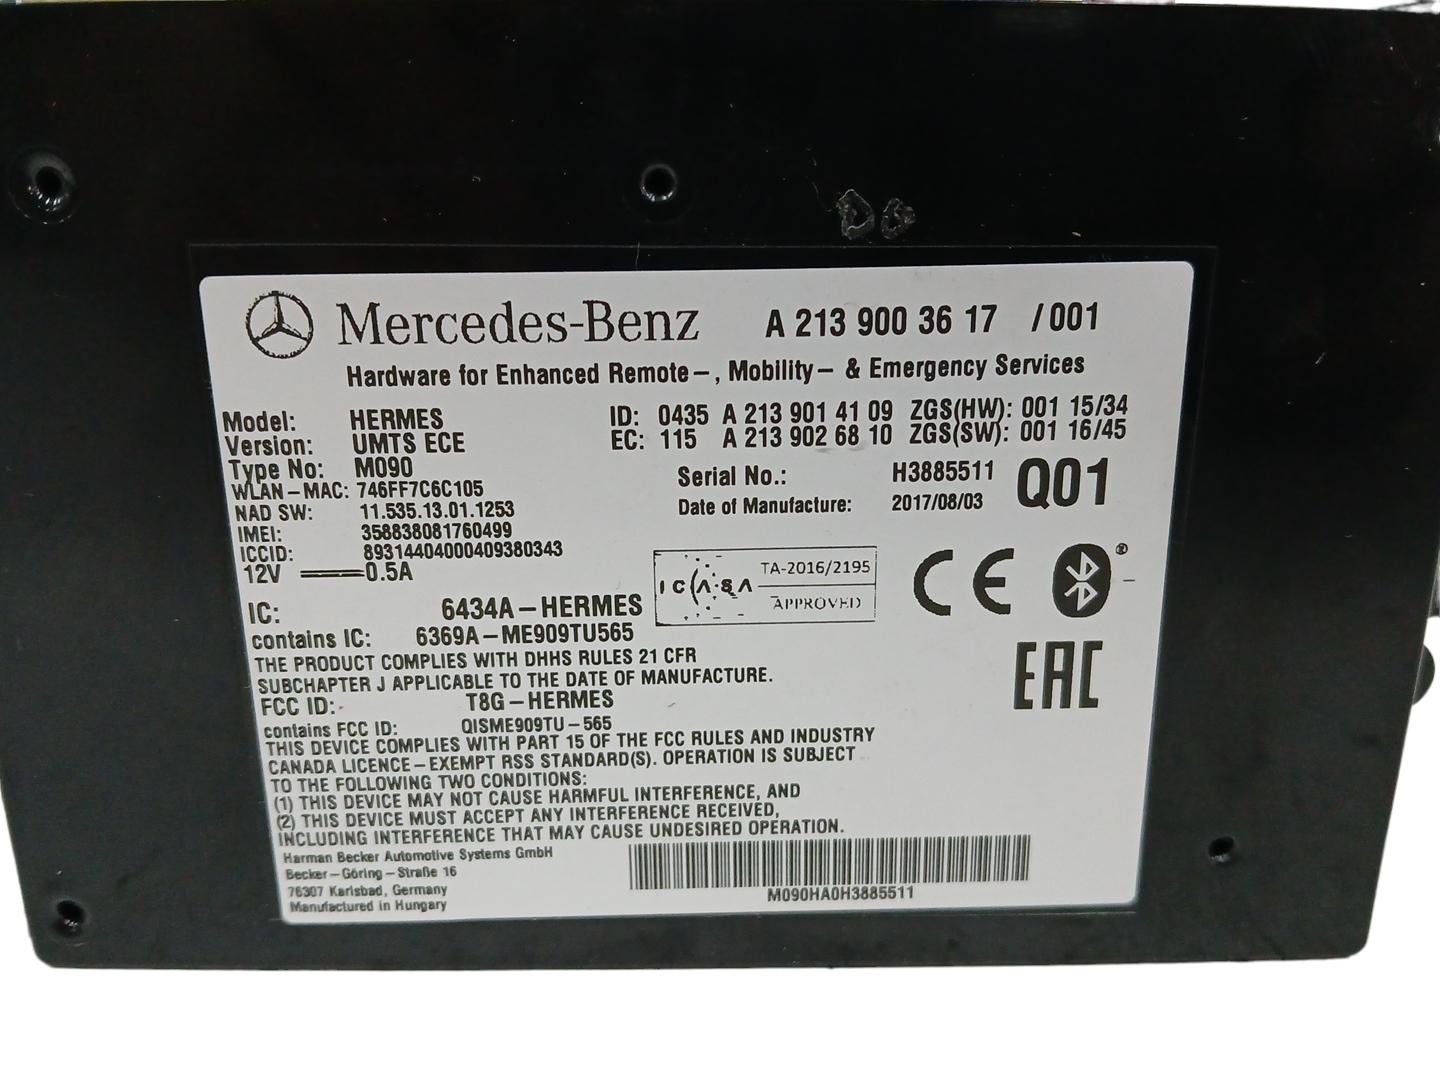 DO
Mercedes-Benz A 213 900 3617 /001
Hardware for Enhanced Remote-, Mobility- & Emergency Services
Model: HERMES ID: 0435 A 213 901 41 09 ZGS(HW): 001 15/34
Version: UMTS ECE EC: 115 A 213 902 68 10 ZGS(SW): 001 16/45
Type No: M090 Serial No.: H3885511 Q01
WLAN-MAC: 746FF7C6C105
NAD SW: 11.535.13.01.1253 Date of Manufacture: 2017/08/03
IMEI: 358838081760499
ICCID: 89314404000409380343
12V 0.5A
ICASA TA-2016/2195
APPROVED
CE
IC: 6434A-HERMES
contains IC: 6369A-ME909TU565
THE PRODUCT COMPLIES WITH DHHS RULES 21 CFR
SUBCHAPTER J APPLICABLE TO THE DATE OF MANUFACTURE.
EAC
FCC ID: T8G-HERMES
contains FCC ID: QISME909TU-565
THIS DEVICE COMPLIES WITH PART 15 OF THE FCC RULES AND INDUSTRY
CANADA LICENCE-EXEMPT RSS STANDARD(S). OPERATION IS SUBJECT
TO THE FOLLOWING TWO CONDITIONS:
(1) THIS DEVICE MAY NOT CAUSE HARMFUL INTERFERENCE, AND
(2) THIS DEVICE MUST ACCEPT ANY INTERFERENCE RECEIVED,
INCLUDING INTERFERENCE THAT MAY CAUSE UNDESIRED OPERATION.
Harman Becker Automotive Systems GmbH
Becker-Göring-Straße 16
76307 Karlsbad, Germany
Manufactured in Hungary
M090HA0H3885511